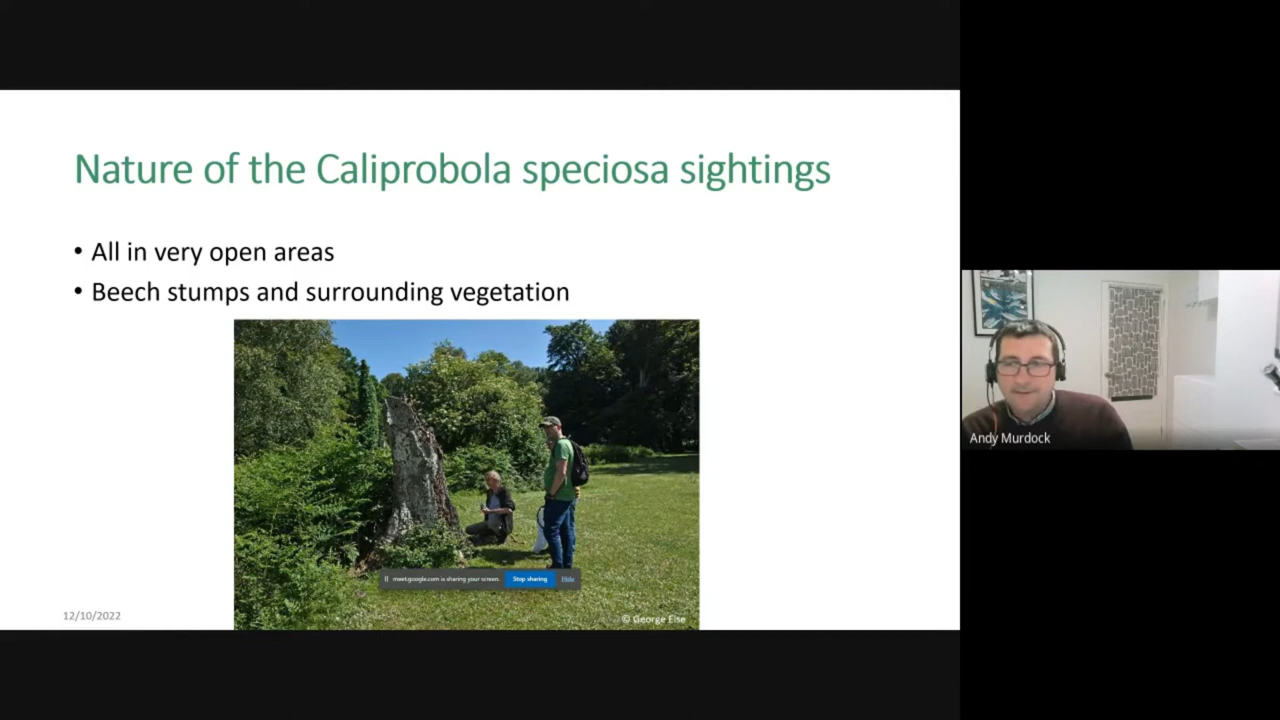 Nature of the Caliprobola speciosa sightings
• All in very open areas
• Beech stumps and surrounding vegetation
meet.google.com is sharing your screen. Stop sharing Hide
12/10/2022
© George Else
Andy Murdock